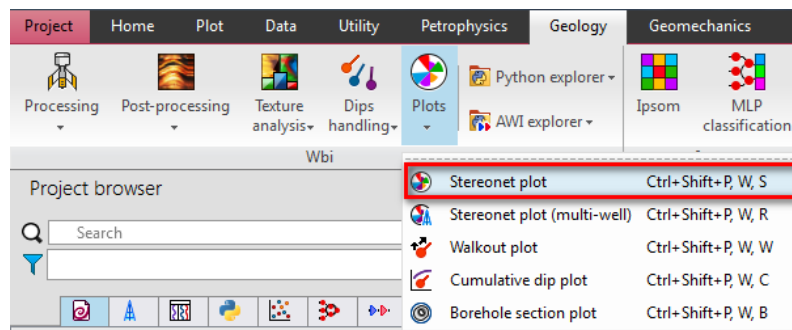 Project Home Plot Data Utility Petrophysics Geology Geomechanics
Processing Post-processing Texture analysis Dips handling Plots Python explorer AWI explorer Ipsom MLP classification
Wbi
Project browser
Search
Stereonet plot Ctrl+Shift+P, W, S
Stereonet plot (multi-well) Ctrl+Shift+P, W, R
Walkout plot Ctrl+Shift+P, W, W
Cumulative dip plot Ctrl+Shift+P, W, C
Borehole section plot Ctrl+Shift+P, W, B